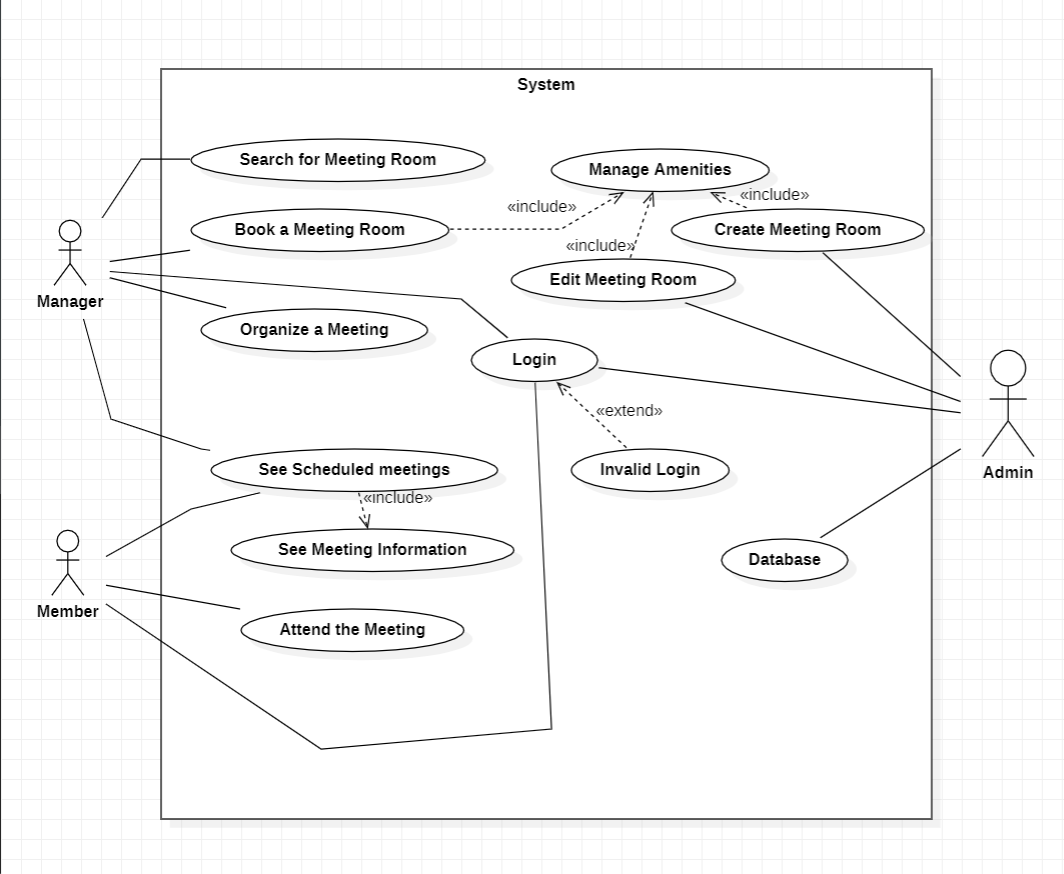 System
Search for Meeting Room
Manage Amenities
«include»
«include»
Book a Meeting Room
Create Meeting Room
«include»
Edit Meeting Room
Manager
Organize a Meeting
Login
«extend»
See Scheduled meetings
Invalid Login
Admin
«include»
See Meeting Information
Database
Member
Attend the Meeting